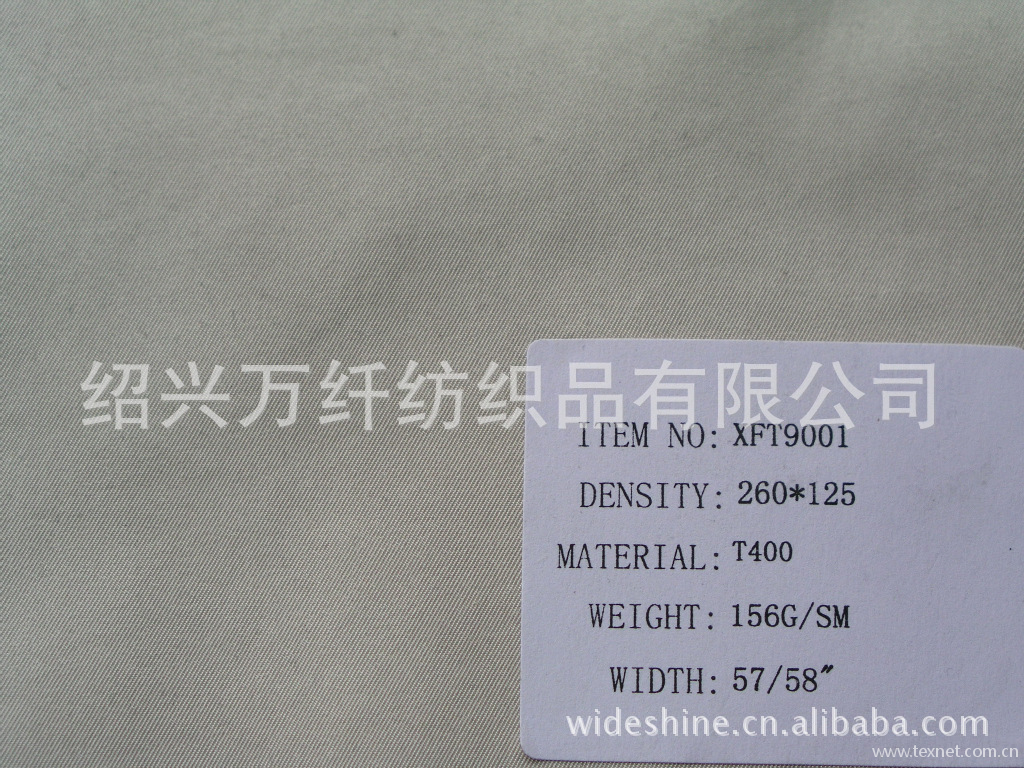 绍兴万纤纺织品有限公司
ITEM NO: XFT9001
DENSITY: 260*125
MATERIAL: T400
WEIGHT: 156G/SM
WIDTH: 57/58"
wideshine.cn.alibaba.com
www.texnet.com.cn